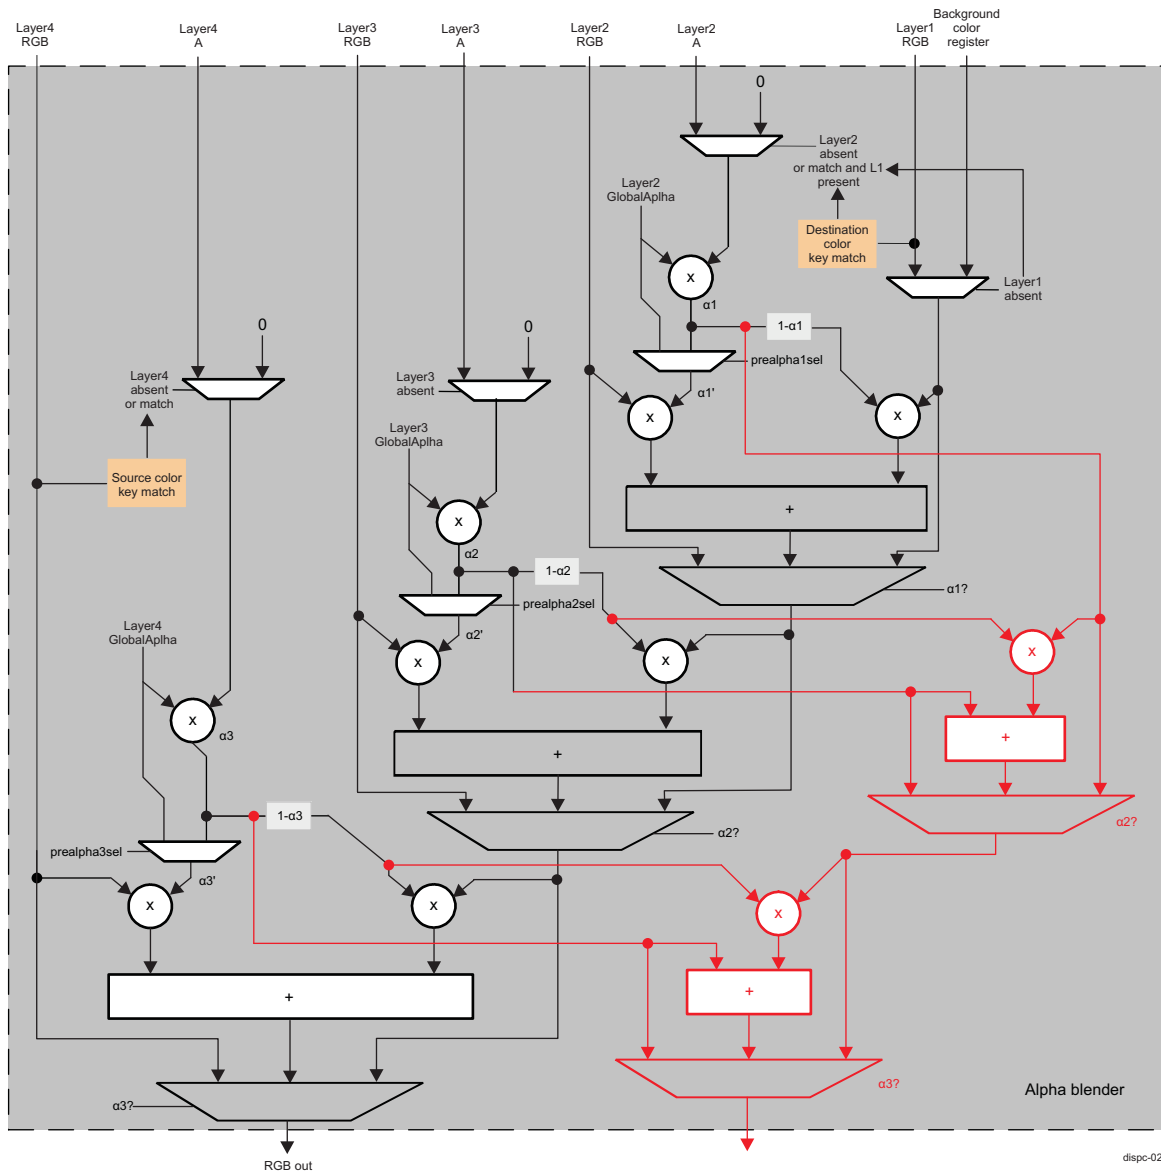 Layer4
RGB
Layer4
A
Layer3
RGB
Layer3
A
Layer2
RGB
Layer2
A
Layer1
RGB
Background
color
register
0
Layer2
absent
or match and L1
present
Layer2
GlobalAplha
Destination
color
key match
x
Layer1
absent
α1
1-α1
prealpha1sel
α1'
x
x
0
0
Layer4
absent
or match
Layer3
absent
Layer3
GlobalAplha
Source color
key match
+
x
α2
1-α2
α1?
prealpha2sel
α2'
x
x
x
Layer4
GlobalAplha
x
α3
+
+
1-α3
α2?
α2?
prealpha3sel
α3'
x
x
x
+
+
α3?
α3?
Alpha blender
RGB out
dispc-02